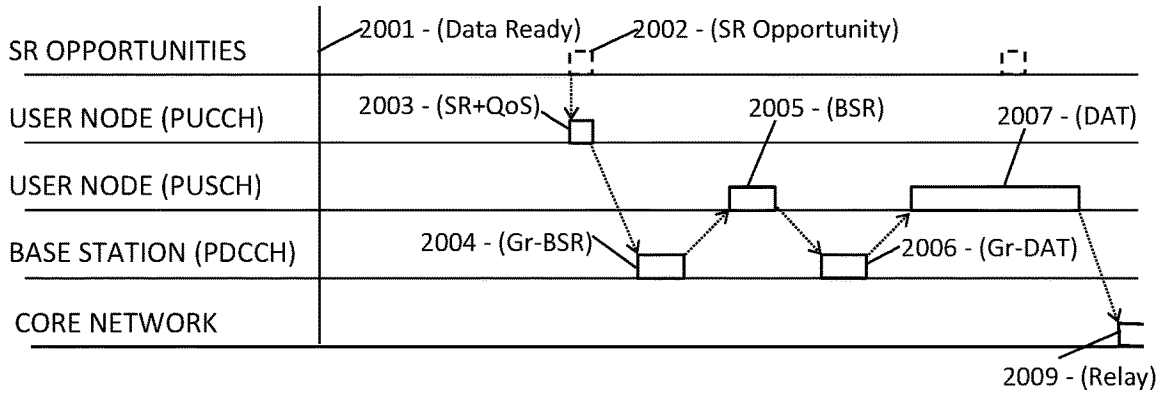 2001 - (Data Ready)
2002 - (SR Opportunity)
SR OPPORTUNITIES
2003 - (SR+QoS)
2005 - (BSR)
2007 - (DAT)
USER NODE (PUCCH)
USER NODE (PUSCH)
2004 - (Gr-BSR)
2006 - (Gr-DAT)
BASE STATION (PDCCH)
CORE NETWORK
2009 - (Relay)